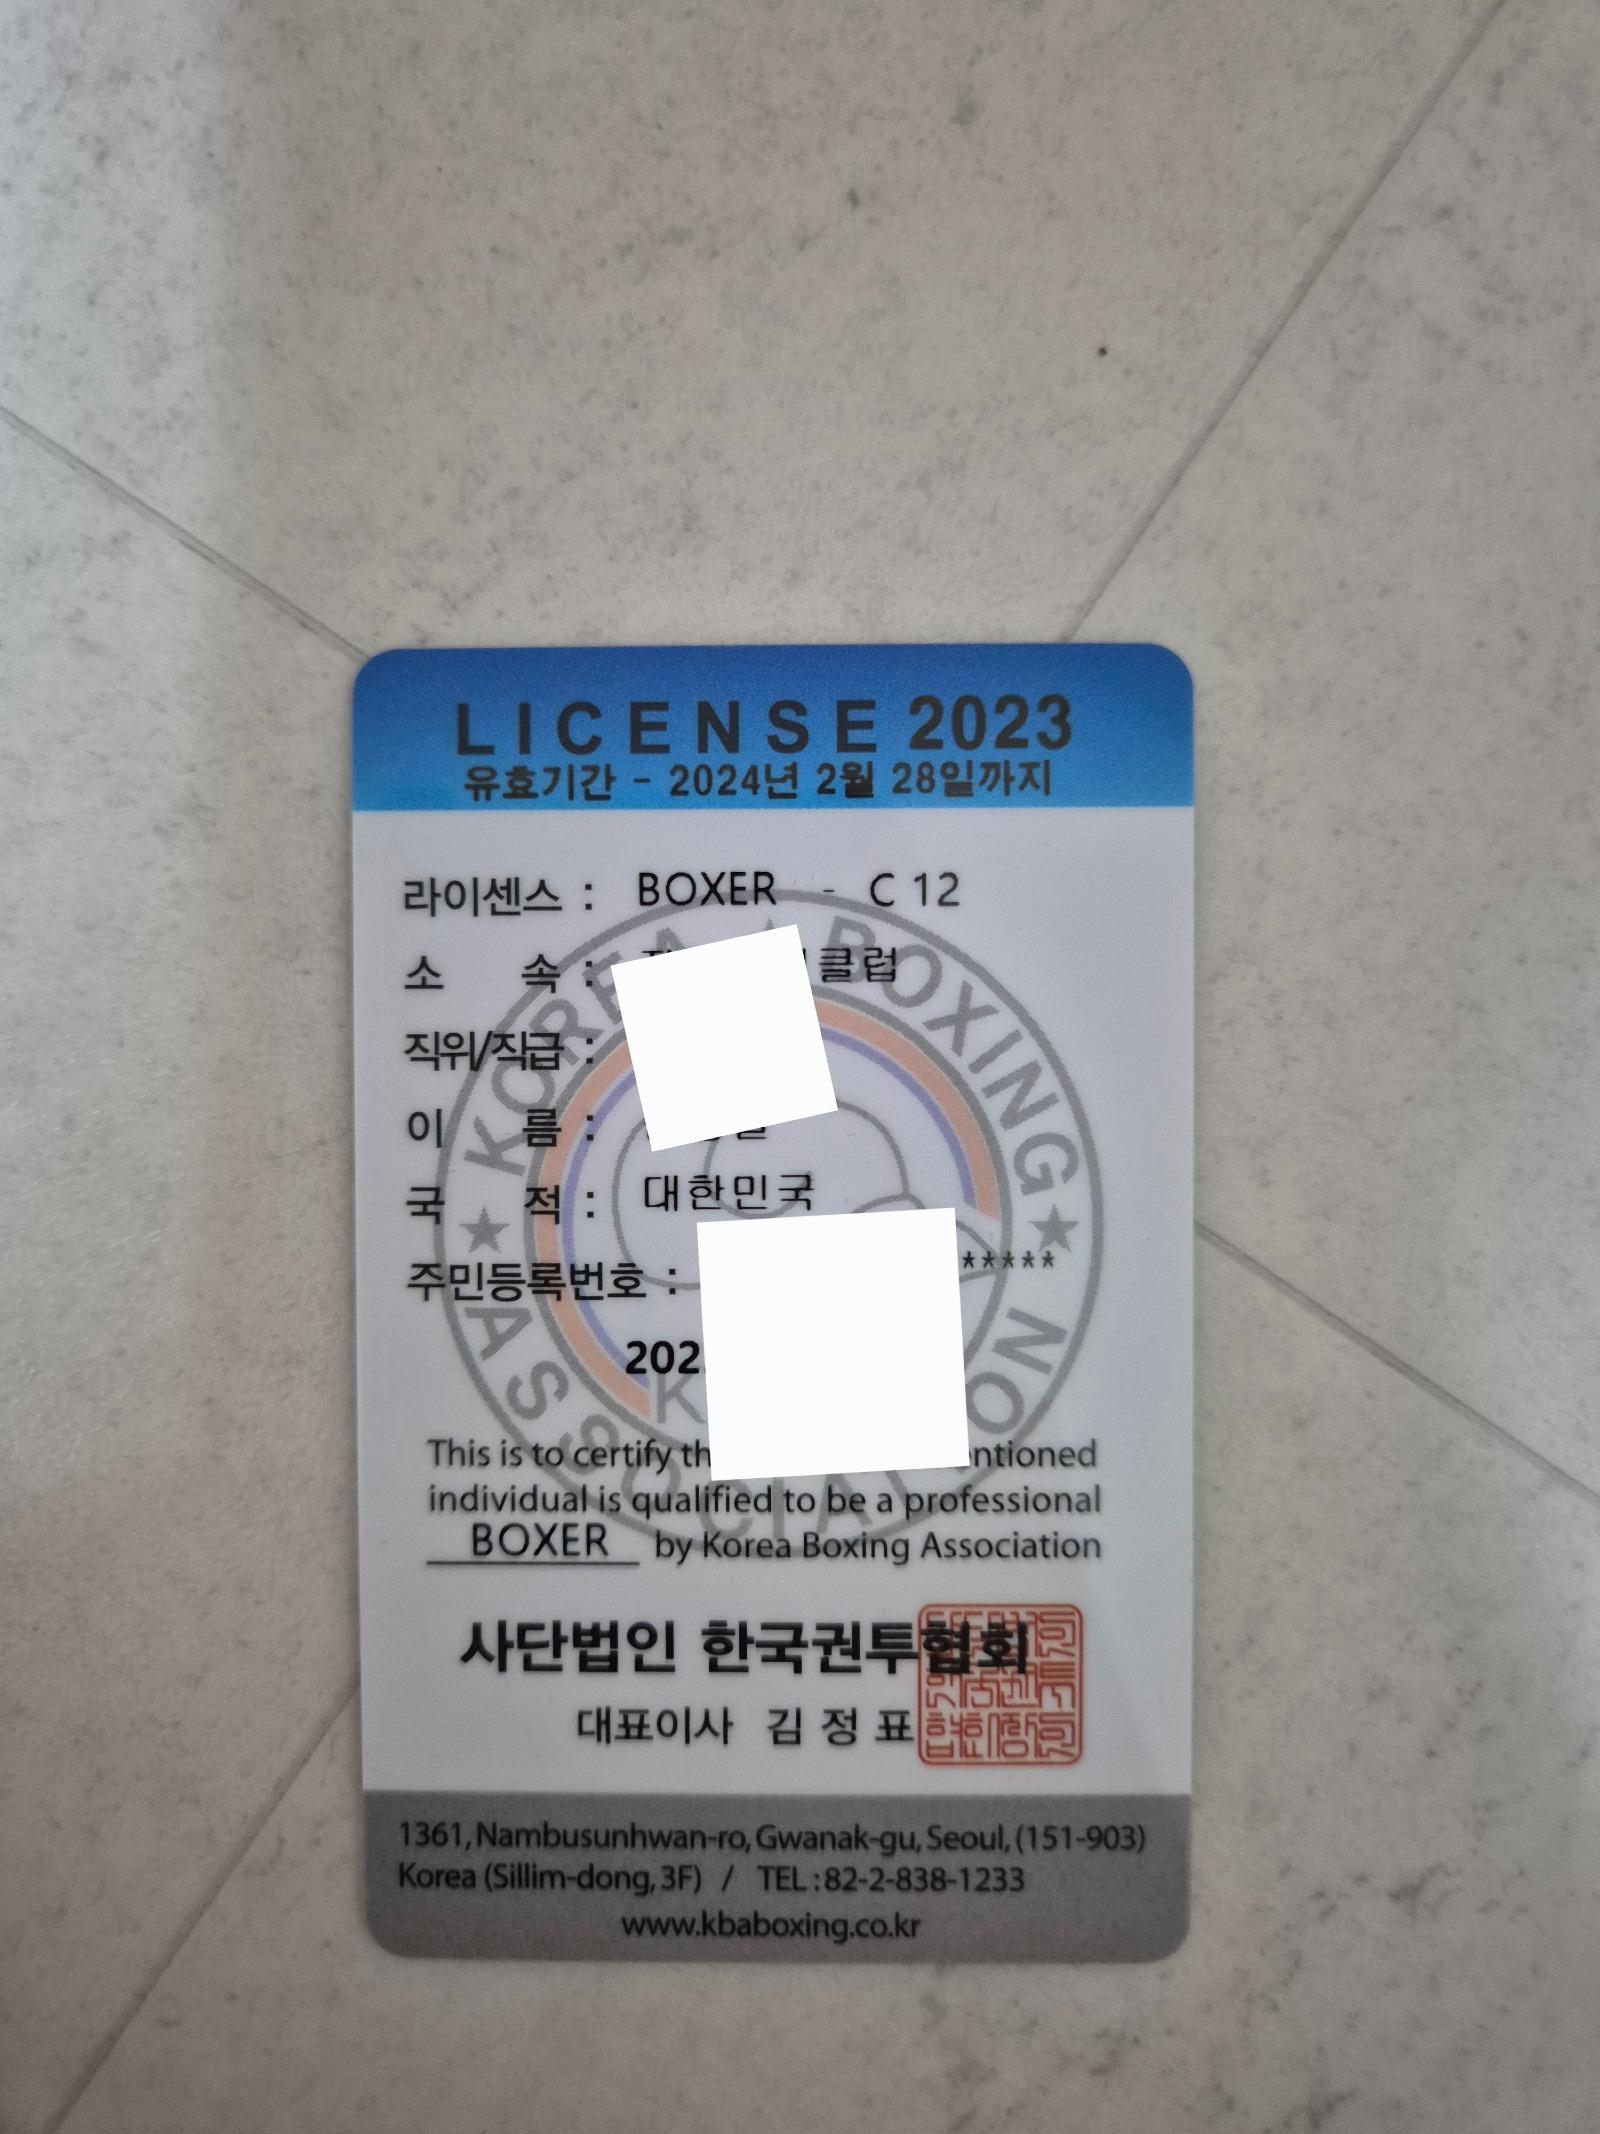 LICENSE 2023
유효기간 - 2024년 2월 28일까지
라이센스 : BOXER - C 12
소 속 : 클럽
직위/직급 :
이 름 :
국 적 : 대한민국
주민등록번호 : *****
202
KOREA BOXING ASSOCIATION
K
This is to certify
individual is qualified to be a professional
BOXER by Korea Boxing Association
사단법인 한국권투협회
대표이사 김 정 표
1361, Nambusunhwan-ro, Gwanak-gu, Seoul, (151-903)
Korea (Sillim-dong, 3F) / TEL : 82-2-838-1233
www.kbaboxing.co.kr